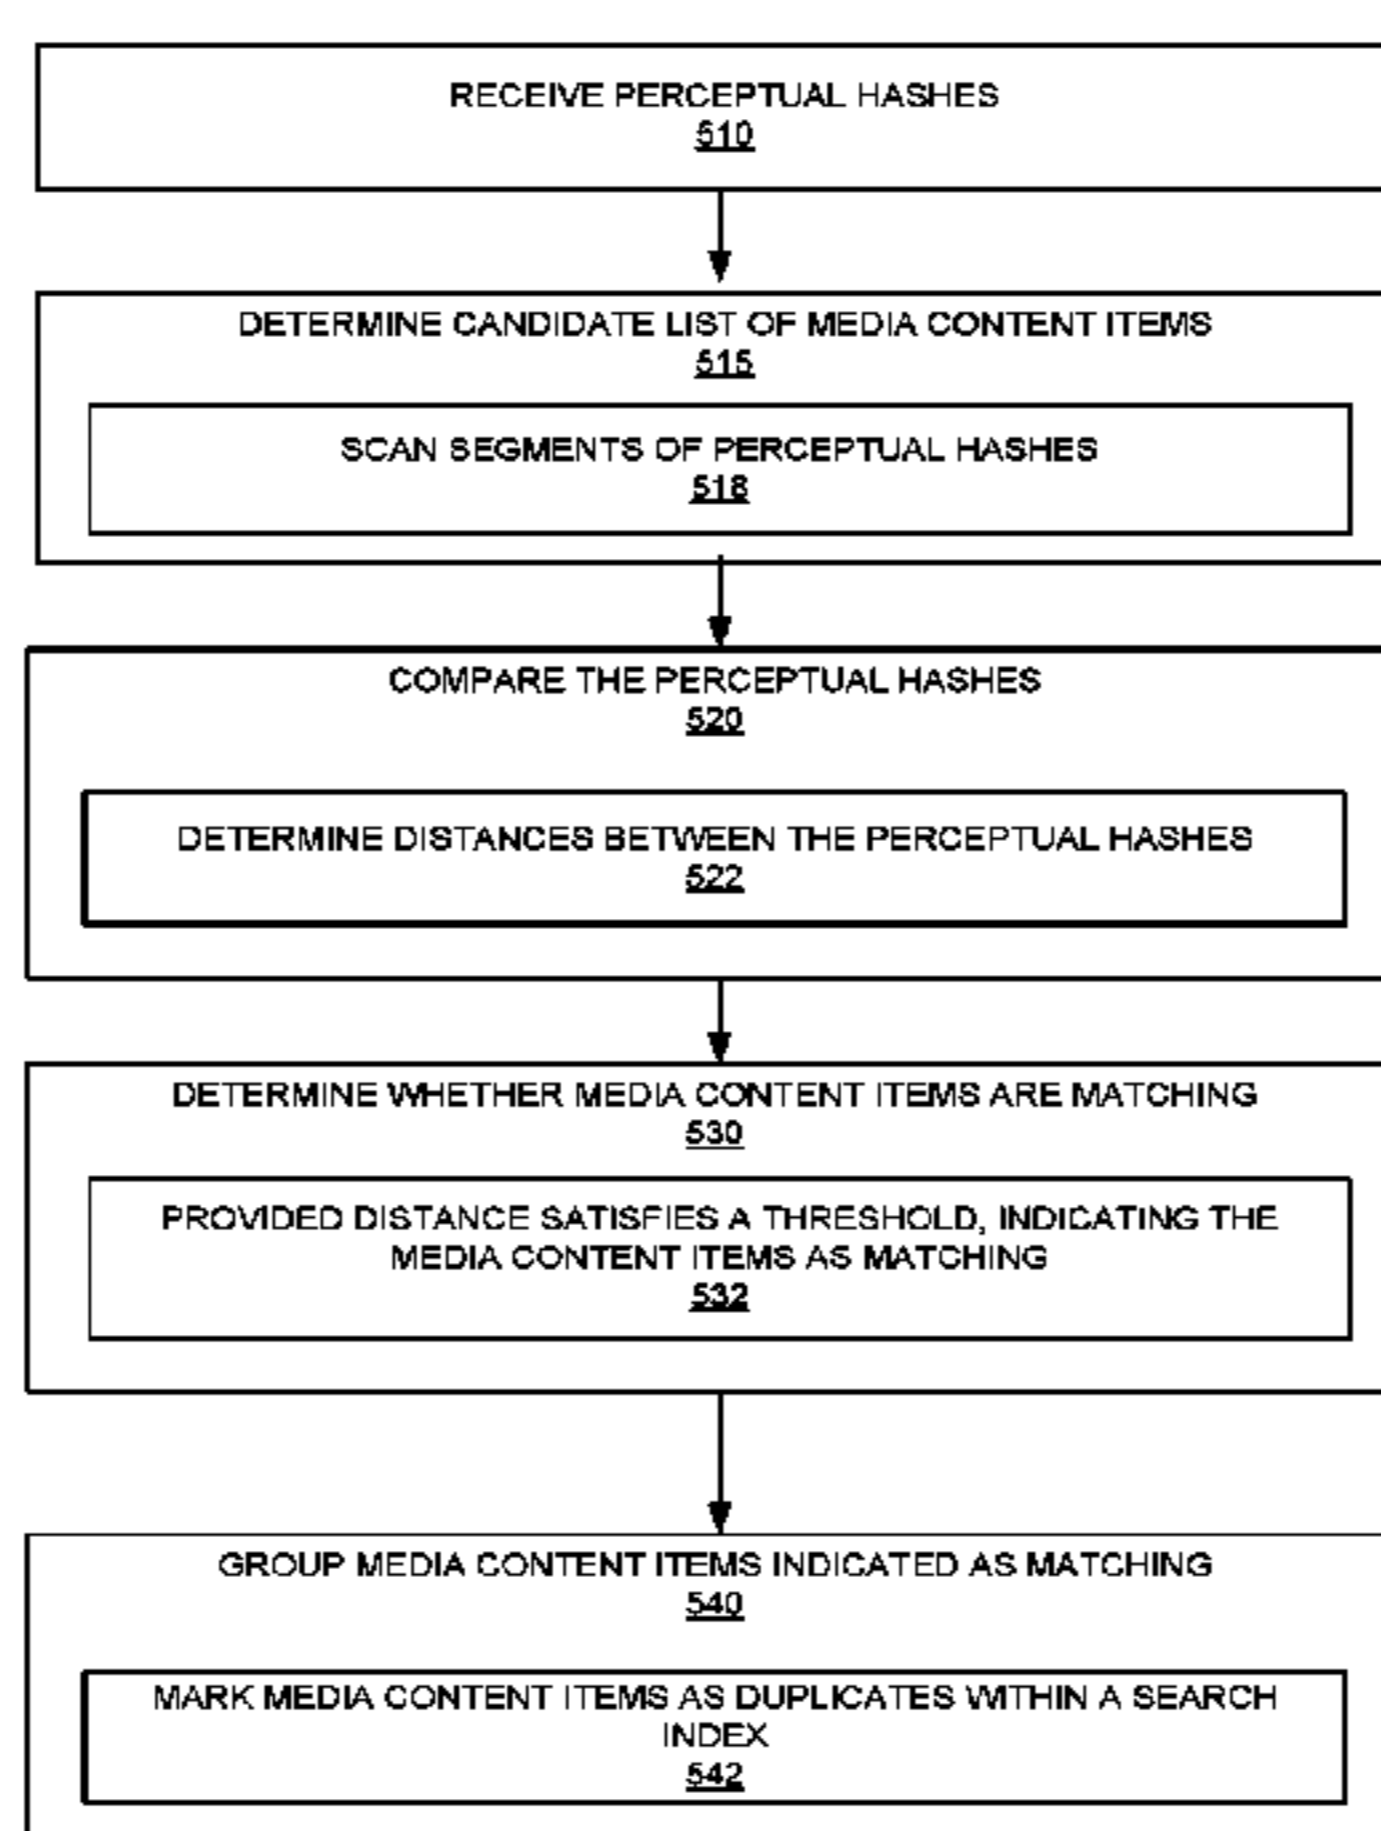 RECEIVE PERCEPTUAL HASHES
510
DETERMINE CANDIDATE LIST OF MEDIA CONTENT ITEMS
515
SCAN SEGMENTS OF PERCEPTUAL HASHES
518
COMPARE THE PERCEPTUAL HASHES
520
DETERMINE DISTANCES BETWEEN THE PERCEPTUAL HASHES
522
DETERMINE WHETHER MEDIA CONTENT ITEMS ARE MATCHING
530
PROVIDED DISTANCE SATISFIES A THRESHOLD, INDICATING THE
MEDIA CONTENT ITEMS AS MATCHING
532
GROUP MEDIA CONTENT ITEMS INDICATED AS MATCHING
540
MARK MEDIA CONTENT ITEMS AS DUPLICATES WITHIN A SEARCH
INDEX
542